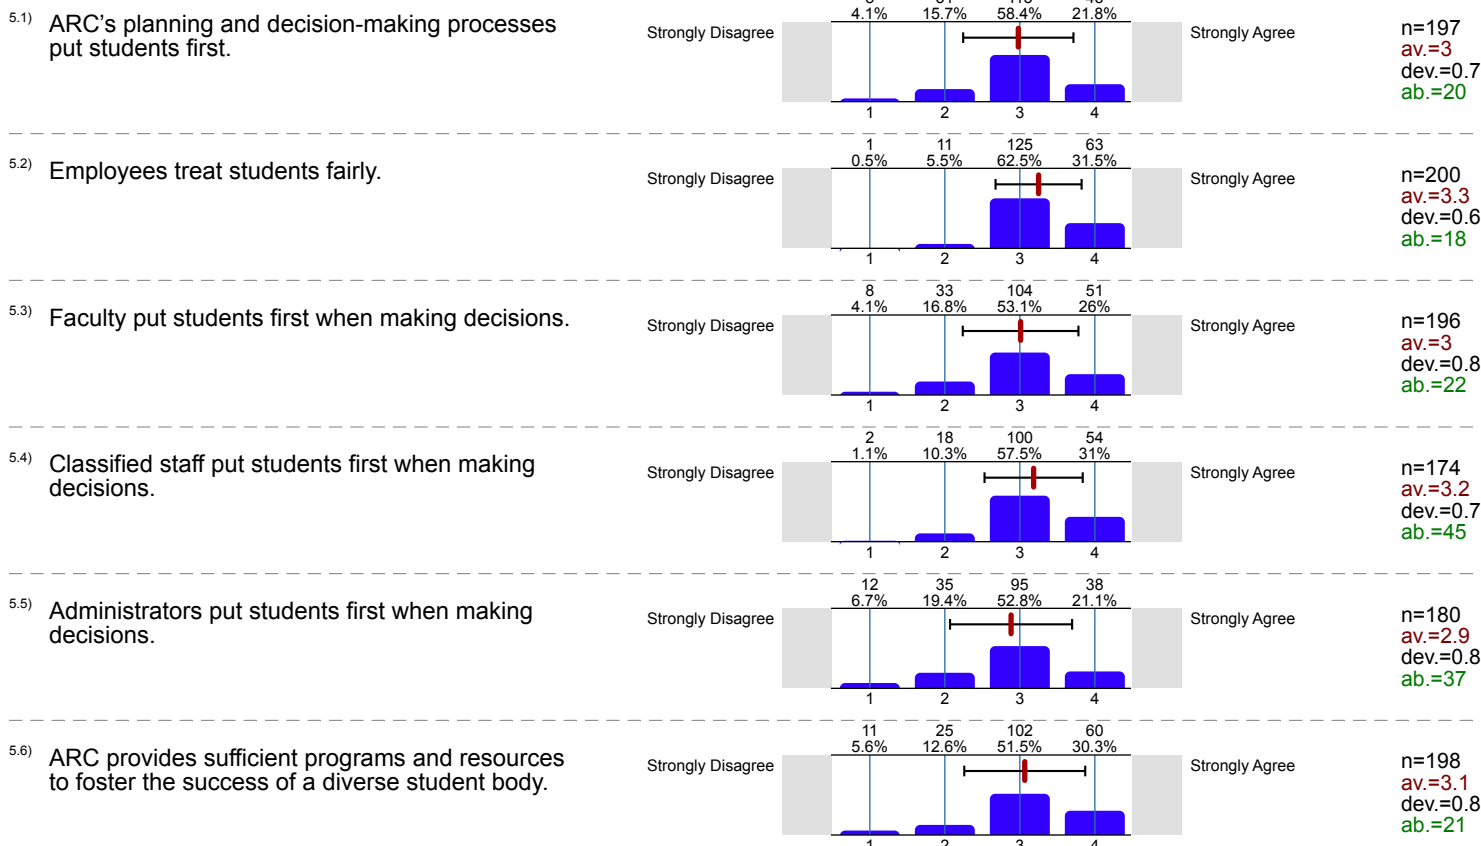 4.1% 15.7% 58.4% 21.8%
5.1) ARC's planning and decision-making processes
put students first.
Strongly Disagree
Strongly Agree
n=197
av.=3
dev.=0.7
ab.=20
1 2 3 4
1 11 125 63
0.5% 5.5% 62.5% 31.5%
5.2) Employees treat students fairly.
Strongly Disagree
Strongly Agree
n=200
av.=3.3
dev.=0.6
ab.=18
1 2 3 4
8 33 104 51
4.1% 16.8% 53.1% 26%
5.3) Faculty put students first when making decisions.
Strongly Disagree
Strongly Agree
n=196
av.=3
dev.=0.8
ab.=22
1 2 3 4
2 18 100 54
1.1% 10.3% 57.5% 31%
5.4) Classified staff put students first when making
decisions.
Strongly Disagree
Strongly Agree
n=174
av.=3.2
dev.=0.7
ab.=45
1 2 3 4
12 35 95 38
6.7% 19.4% 52.8% 21.1%
5.5) Administrators put students first when making
decisions.
Strongly Disagree
Strongly Agree
n=180
av.=2.9
dev.=0.8
ab.=37
1 2 3 4
11 25 102 60
5.6% 12.6% 51.5% 30.3%
5.6) ARC provides sufficient programs and resources
to foster the success of a diverse student body.
Strongly Disagree
Strongly Agree
n=198
av.=3.1
dev.=0.8
ab.=21
1 2 3 4